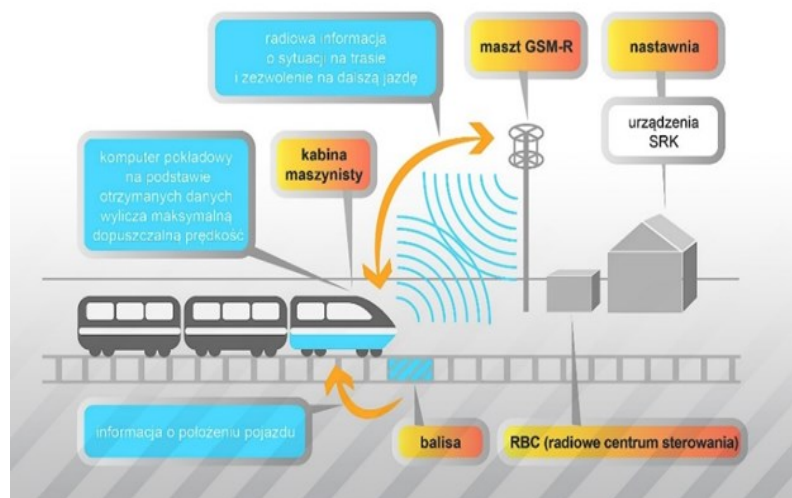 radiowa informacja
o sytuacji na trasie
i zezwolenie na dalszą jazdę
maszt GSM-R
nastawnia
urządzenia
SRK
komputer pokładowy
na podstawie
otrzymanych danych
wylicza maksymalną
dopuszczalną prędkość
kabina
maszynisty
informacja o położeniu pojazdu
balisa
RBC (radiowe centrum sterowania)